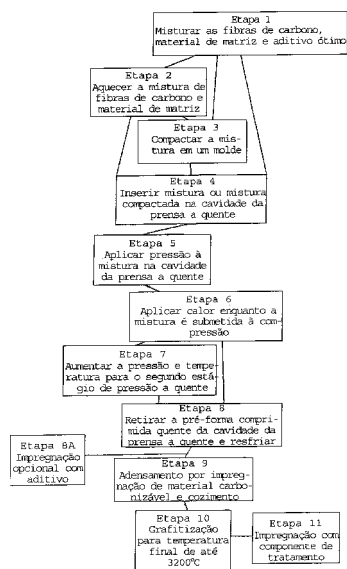 Etapa 1
Misturar as fibras de carbono,
material de matriz e aditivo ótimo
Etapa 2
Aquecer a mistura de
fibras de carbono e
material de matriz
Etapa 3
Compactar a mis-
tura em um molde
Etapa 4
Inserir mistura ou mistura
compactada na cavidade da
prensa a quente
Etapa 5
Aplicar pressão à
mistura na cavidade
da prensa a quente
Etapa 6
Aplicar calor enquanto a
mistura é submetida à com-
pressão
Etapa 7
Aumentar a pressão e tempe-
ratura para o segundo está-
gio de pressão a quente
Etapa 8
Retirar a pré-forma compri-
mida quente da cavidade da
prensa a quente e resfriar
Etapa 8A
Impregnação
opcional com
aditivo
Etapa 9
Adensamento por impreg-
nação de material carbo-
nizável e cozimento
Etapa 10
Grafitização
para temperatura
final de até
3200°C
Etapa 11
Impregnação com
componente de
tratamento